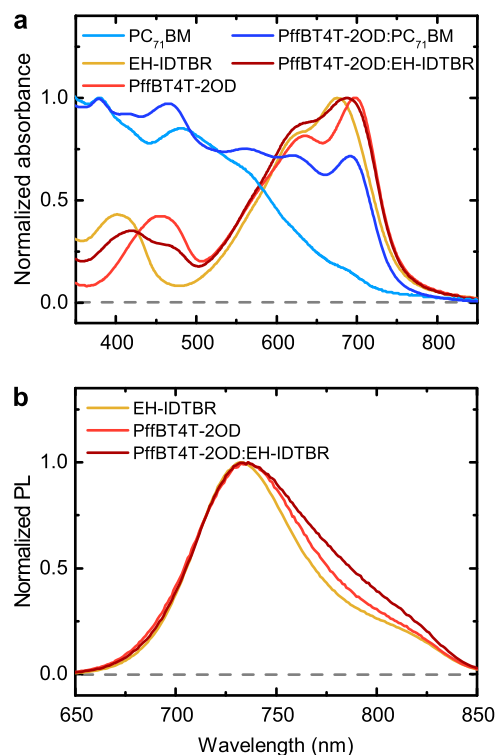 a
PC71BM PffBT4T-2OD:PC71BM
EH-IDTBR PffBT4T-2OD:EH-IDTBR
PffBT4T-2OD
Normalized absorbance
1.0
0.5
0.0
400 500 600 700 800
b
EH-IDTBR
PffBT4T-2OD
PffBT4T-2OD:EH-IDTBR
Normalized PL
1.0
0.5
0.0
650 700 750 800 850
Wavelength (nm)